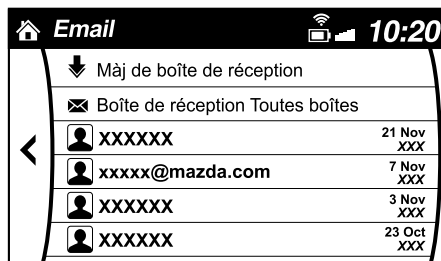 Email 10:20
Màj de boîte de réception
Boîte de réception Toutes boîtes
XXXXXX 21 Nov
XXX
xxxxx@mazda.com 7 Nov
XXX
XXXXXX 3 Nov
XXX
XXXXXX 23 Oct
XXX